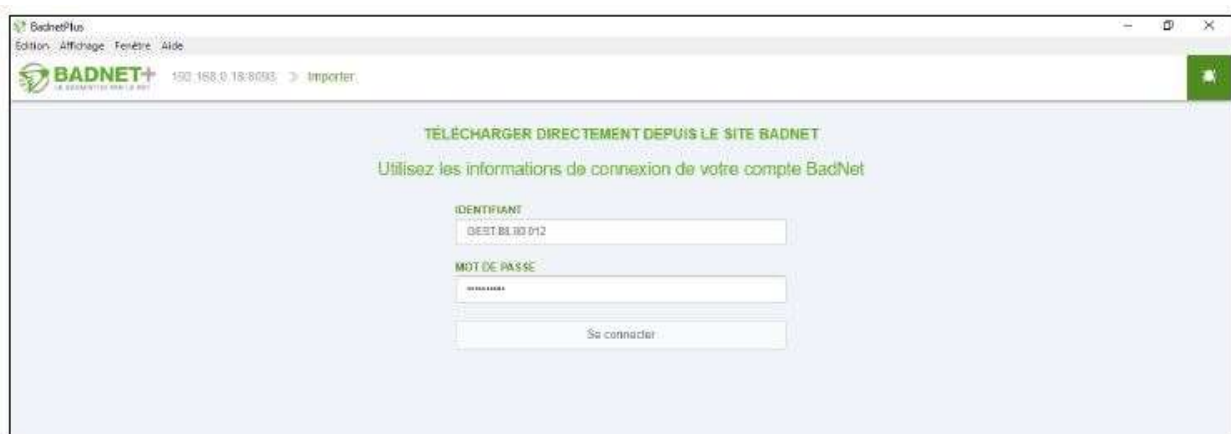 BadnetPlus
Edition Affichage Fenêtre Aide
BADNET+ 192.168.0.18:8093 > Importer
TÉLÉCHARGER DIRECTEMENT DEPUIS LE SITE BADNET
Utilisez les informations de connexion de votre compte BadNet
IDENTIFIANT
MOT DE PASSE
Se connecter